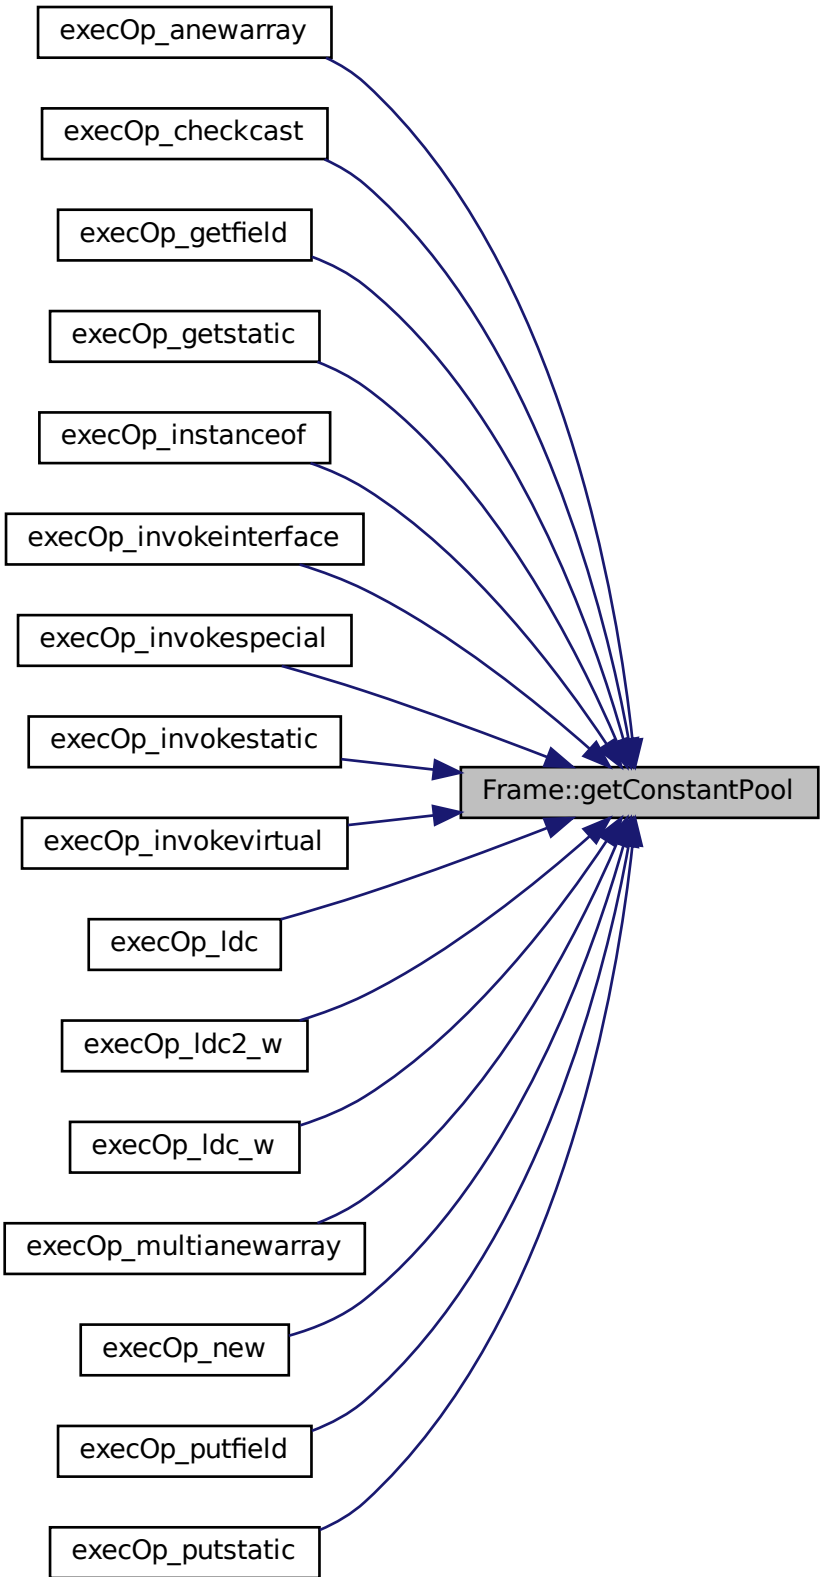 execOp_anewarray
execOp_checkcast
execOp_getfield
execOp_getstatic
execOp_instanceof
execOp_invokeinterface
execOp_invokespecial
execOp_invokestatic
Frame::getConstantPool
execOp_invokevirtual
execOp_ldc
execOp_ldc2_w
execOp_ldc_w
execOp_multianewarray
execOp_new
execOp_putfield
execOp_putstatic